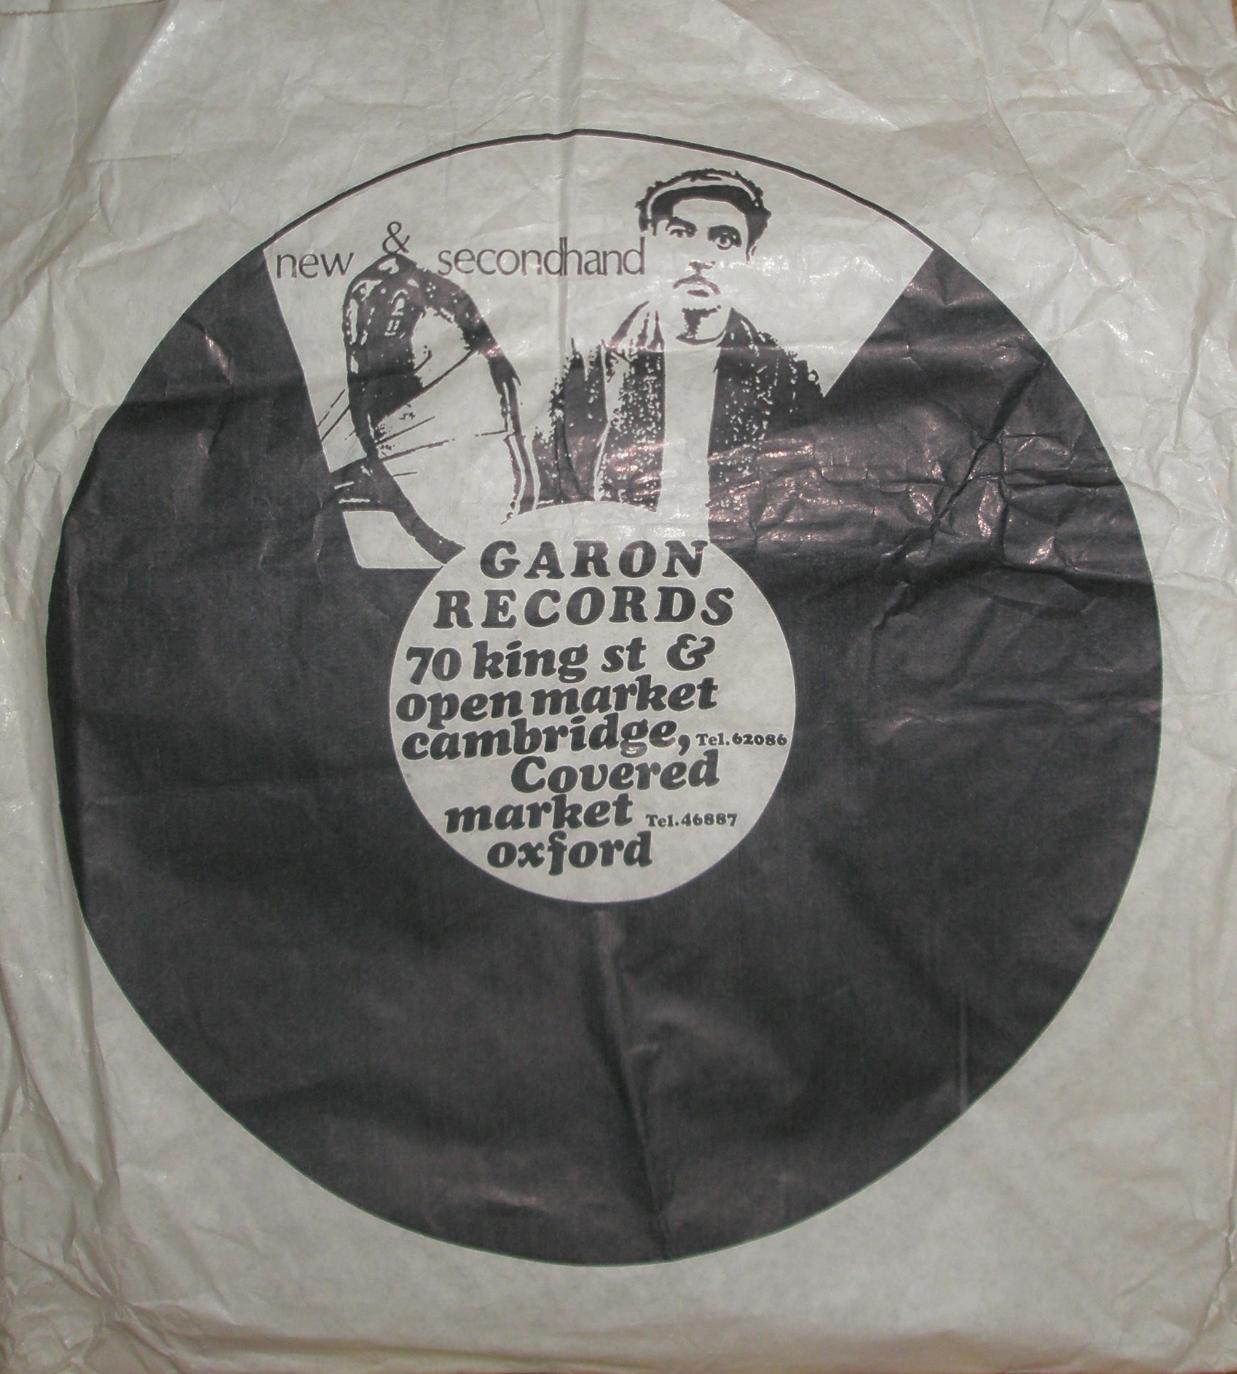 new & secondhand
GARON
RECORDS
70 king st &
open market
cambridge, Tel. 62086
Covered
market Tel. 46887
oxford